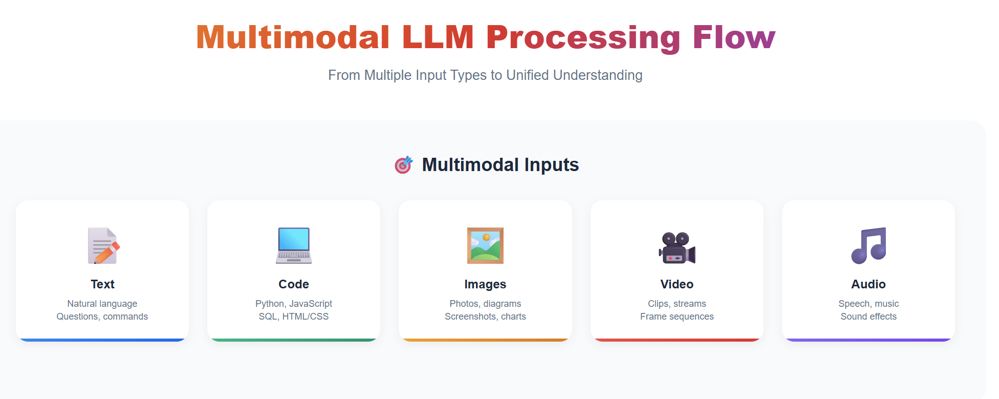 Multimodal LLM Processing Flow
From Multiple Input Types to Unified Understanding
Multimodal Inputs
Text
Natural language
Questions, commands
Code
Python, JavaScript
SQL, HTML/CSS
Images
Photos, diagrams
Screenshots, charts
Video
Clips, streams
Frame sequences
Audio
Speech, music
Sound effects